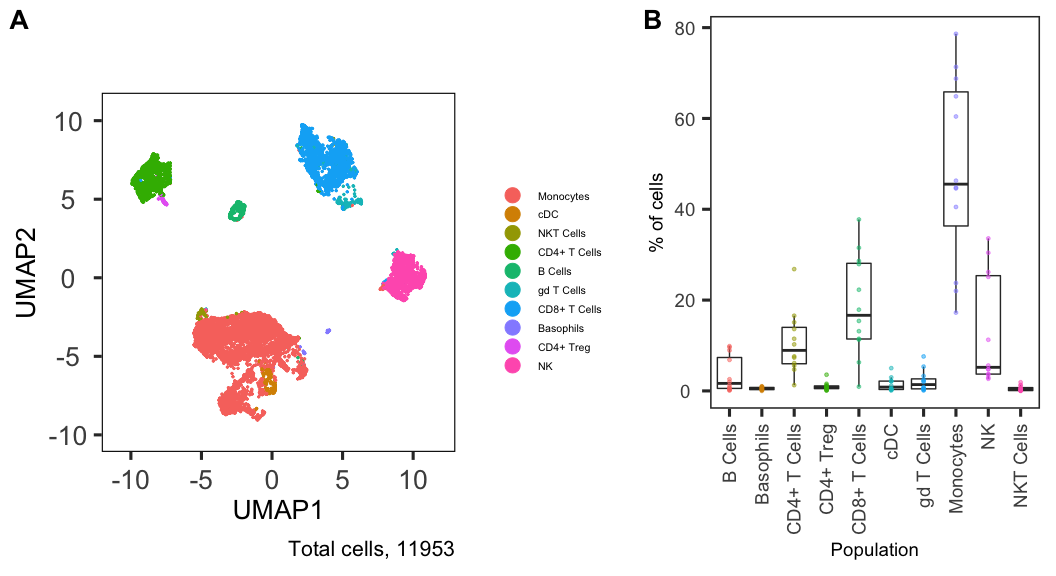 A
10
5
0
-5
-10
UMAP2
-10 -5 0 5 10
UMAP1
Total cells, 11953
Monocytes
cDC
NKT Cells
CD4+ T Cells
B Cells
gd T Cells
CD8+ T Cells
Basophils
CD4+ Treg
NK
B
80
60
40
20
0
% of cells
B Cells
Basophils
CD4+ T Cells
CD4+ Treg
CD8+ T Cells
cDC
gd T Cells
Monocytes
NK
NKT Cells
Population